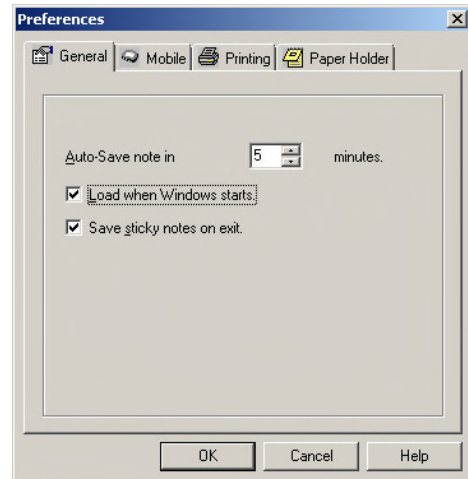 Preferences
General Mobile Printing Paper Holder
Auto-Save note in 5 minutes.
Load when Windows starts.
Save sticky notes on exit.
OK Cancel Help